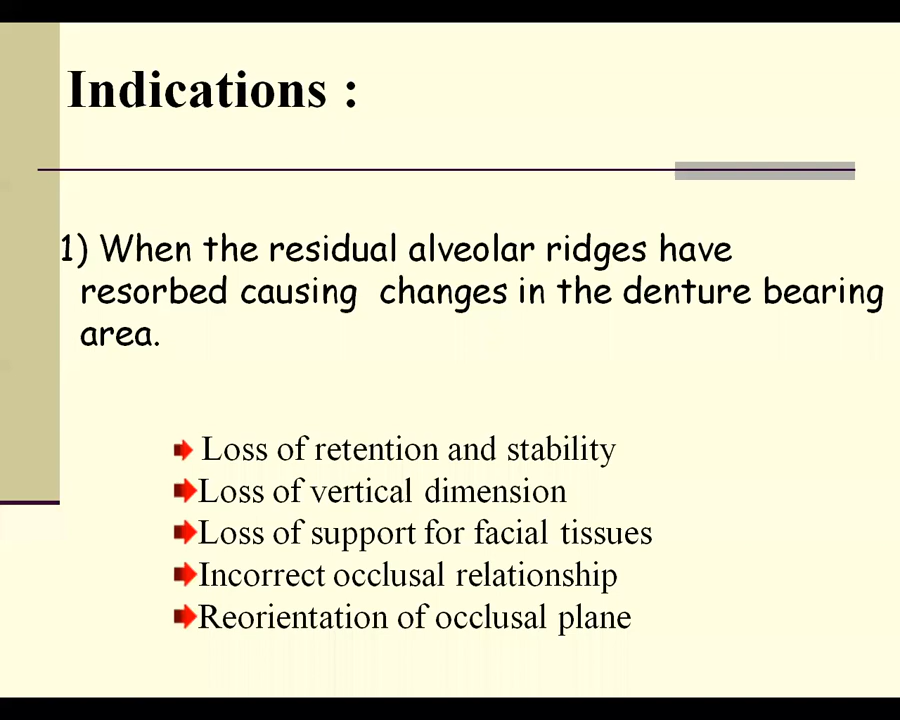 Indications :
1) When the residual alveolar ridges have
resorbed causing changes in the denture bearing
area.
Loss of retention and stability
Loss of vertical dimension
Loss of support for facial tissues
Incorrect occlusal relationship
Reorientation of occlusal plane